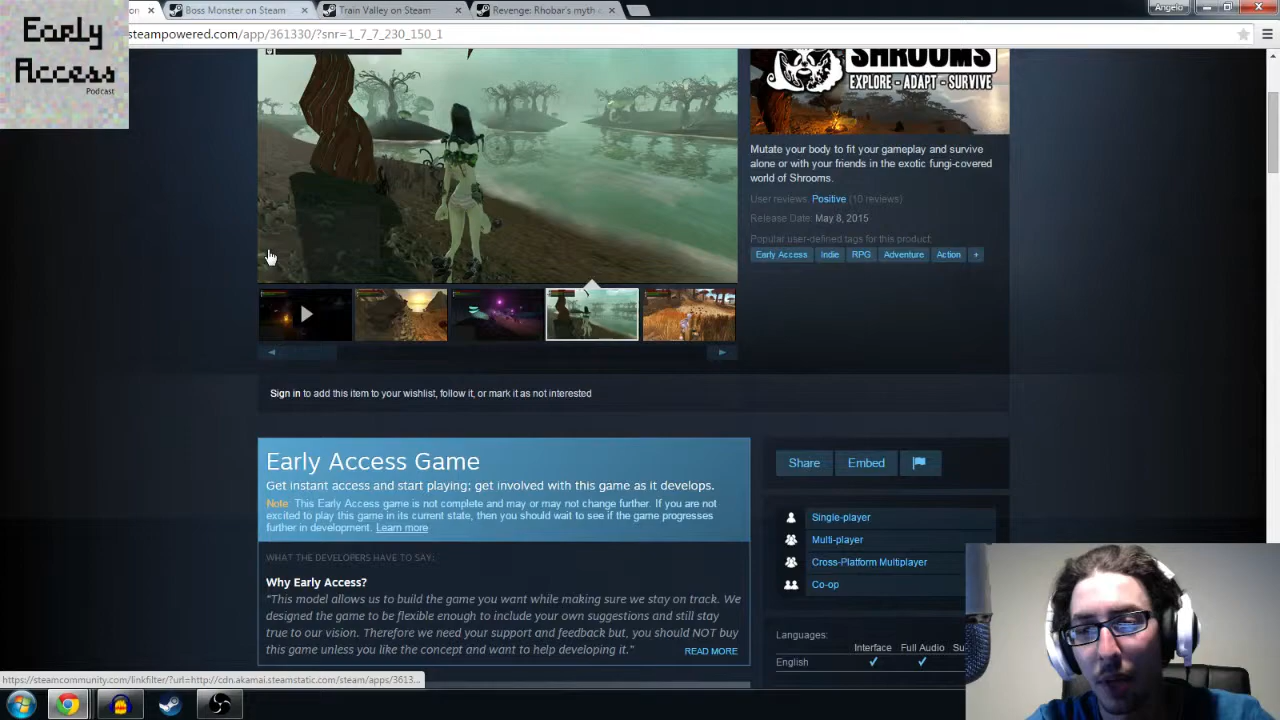 Early
Access
Podcast
on
Boss Monster on Steam
Train Valley on Steam
Revenge: Rhobar's myth
Angelo
steampowered.com/app/361330/?snr=1_7_7_230_150_1
SHROOMS
EXPLORE - ADAPT - SURVIVE
Mutate your body to fit your gameplay and survive
alone or with your friends in the exotic fungi-covered
world of Shrooms.
User reviews: Positive (10 reviews)
Release Date: May 8, 2015
Popular user-defined tags for this product:
Early Access Indie RPG Adventure Action +
Sign in to add this item to your wishlist, follow it, or mark it as not interested
Early Access Game
Get instant access and start playing; get involved with this game as it develops.
Note: This Early Access game is not complete and may or may not change further. If you are not
excited to play this game in its current state, then you should wait to see if the game progresses
further in development. Learn more
WHAT THE DEVELOPERS HAVE TO SAY:
Why Early Access?
"This model allows us to build the game you want while making sure we stay on track. We
designed the game to be flexible enough to include your own suggestions and still stay
true to our vision. Therefore we need your support and feedback but, you should NOT buy
this game unless you like the concept and want to help developing it."
READ MORE
Share Embed
Single-player
Multi-player
Cross-Platform Multiplayer
Co-op
Languages:
Interface Full Audio Su
English
https://steamcommunity.com/linkfilter/?url=http://cdn.akamai.steamstatic.com/steam/apps/3613...